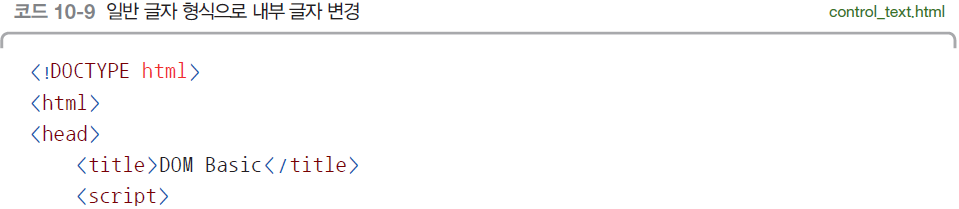 코드 10-9 일반 글자 형식으로 내부 글자 변경 control_text.html
<!DOCTYPE html>
<html>
<head>
    <title>DOM Basic</title>
    <script>